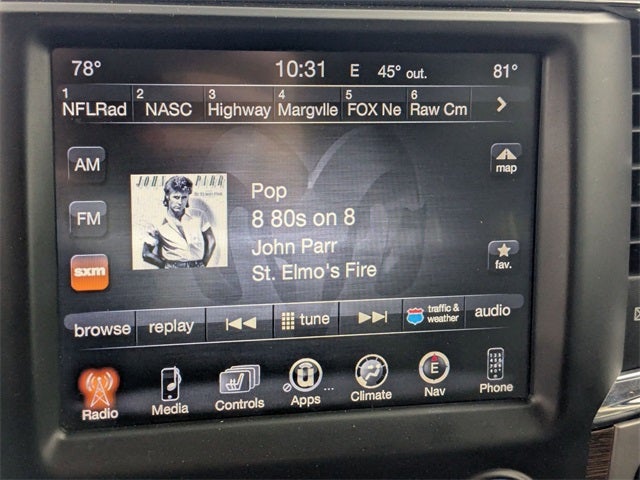 78° 10:31 E 45° out. 81°
1 2 3 4 5 6
NFLRad NASC Highway Margvlle FOX Ne Raw Cm
AM
map
JOHN PARR
Pop
FM
8 80s on 8
John Parr
sxm
St. Elmo's Fire
fav.
browse replay tune traffic & weather audio
E
Radio Media Controls Apps ... Climate Nav Phone